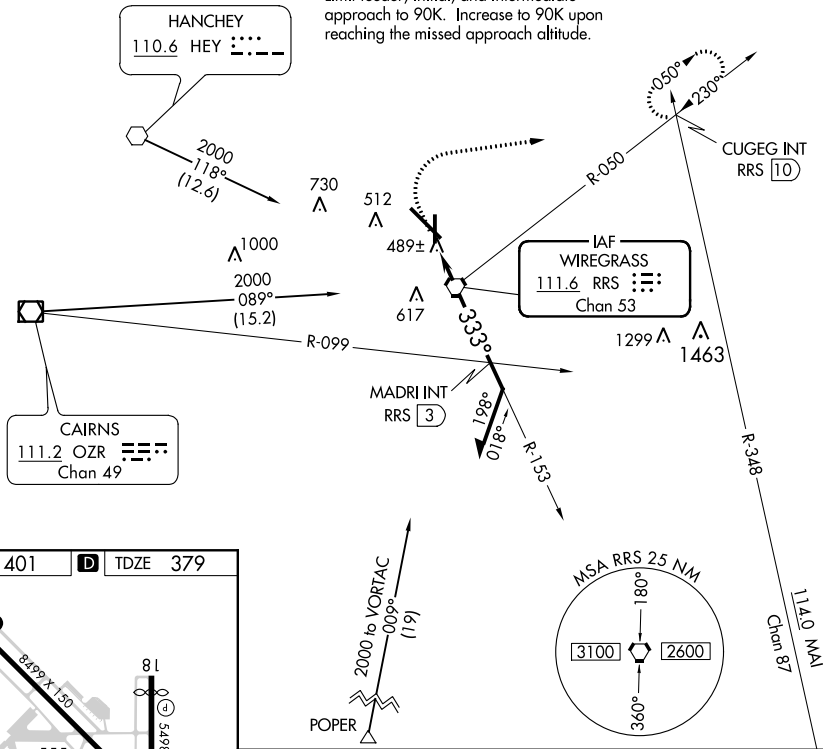 approach to 90K. Increase to 90K upon
reaching the missed approach altitude.
HANCHEY
110.6 HEY
2000
118°
(12.6)
730
512
1000
489±
617
2000
089°
(15.2)
R-099
333°
R-050
050°
230°
CUGEG INT
RRS 10
IAF
WIREGRASS
111.6 RRS
Chan 53
1299
1463
MADRI INT
RRS 3
198°
018°
R-153
R-348
CAIRNS
111.2 OZR
Chan 49
401 D TDZE 379
8499 X 150
18
P
5498
2000 to VORTAC
009°
(19)
POPER
MSA RRS 25 NM
180°
3100
2600
360°
114.0 MAI
Chan 87